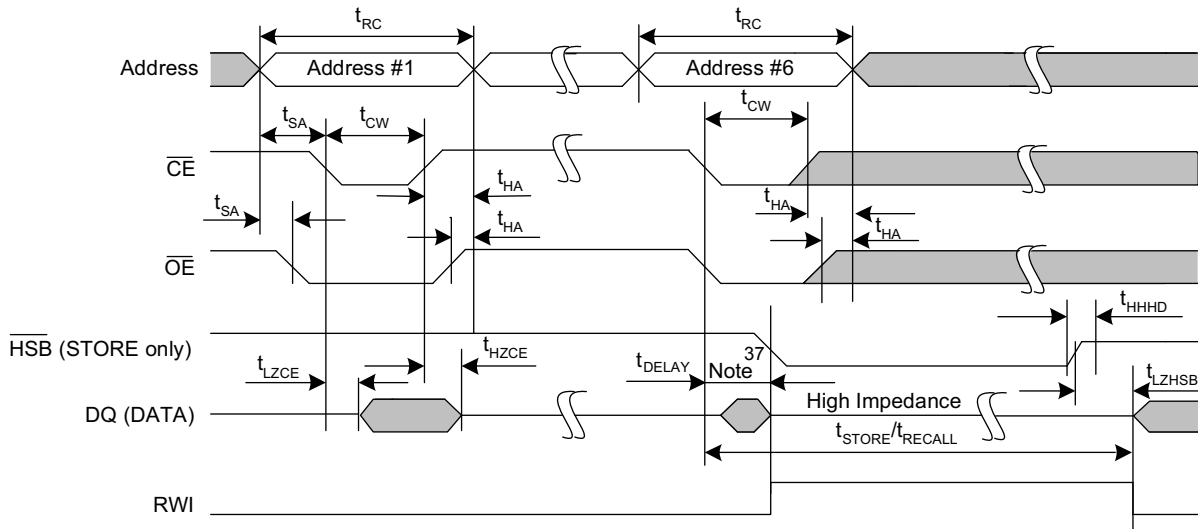 tRC
tRC
Address
Address #1
Address #6
tSA
tCW
tCW
CE
tHA
tSA
tHA
tHA
tHA
OE
tHHHD
HSB (STORE only)
tLZCE
tHZCE
tDELAY
Note 37
tLZHSB
DQ (DATA)
High Impedance
tSTORE/tRECALL
RWI